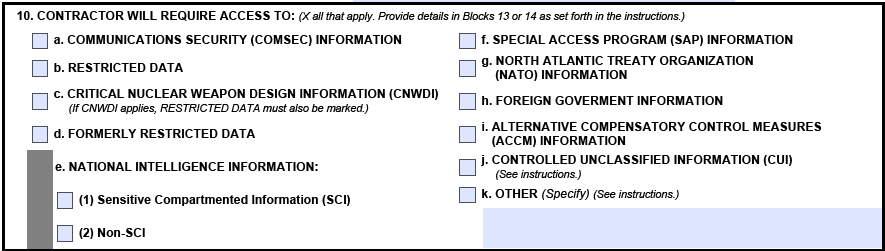 10. CONTRACTOR WILL REQUIRE ACCESS TO: (X all that apply. Provide details in Blocks 13 or 14 as set forth in the instructions.)
a. COMMUNICATIONS SECURITY (COMSEC) INFORMATION
b. RESTRICTED DATA
c. CRITICAL NUCLEAR WEAPON DESIGN INFORMATION (CNWDI)
(If CNWDI applies, RESTRICTED DATA must also be marked.)
d. FORMERLY RESTRICTED DATA
e. NATIONAL INTELLIGENCE INFORMATION:
(1) Sensitive Compartmented Information (SCI)
(2) Non-SCI
f. SPECIAL ACCESS PROGRAM (SAP) INFORMATION
g. NORTH ATLANTIC TREATY ORGANIZATION
(NATO) INFORMATION
h. FOREIGN GOVERMENT INFORMATION
i. ALTERNATIVE COMPENSATORY CONTROL MEASURES
(ACCM) INFORMATION
j. CONTROLLED UNCLASSIFIED INFORMATION (CUI)
(See instructions.)
k. OTHER (Specify) (See instructions.)